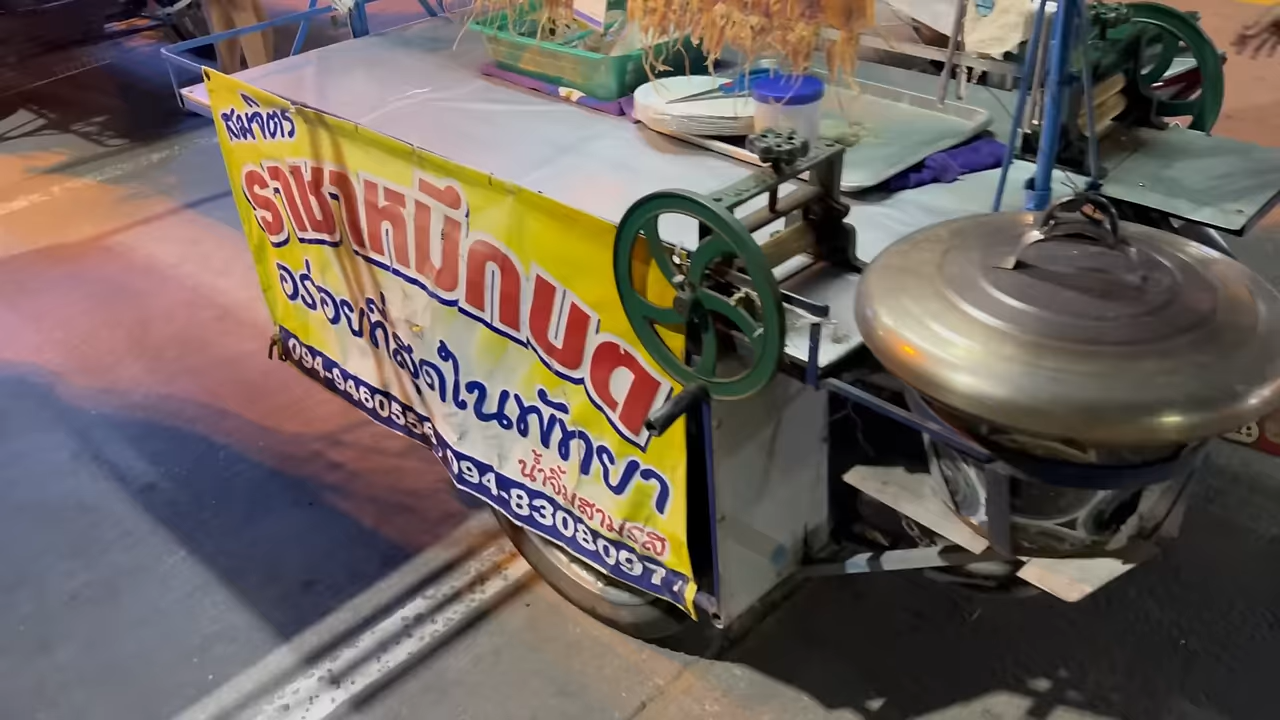 สมจิตร
ราชาหมึกบด
อร่อยที่สุดในพัทยา
น้ำจิ้มสามรส
094-9460555, 094-8308097